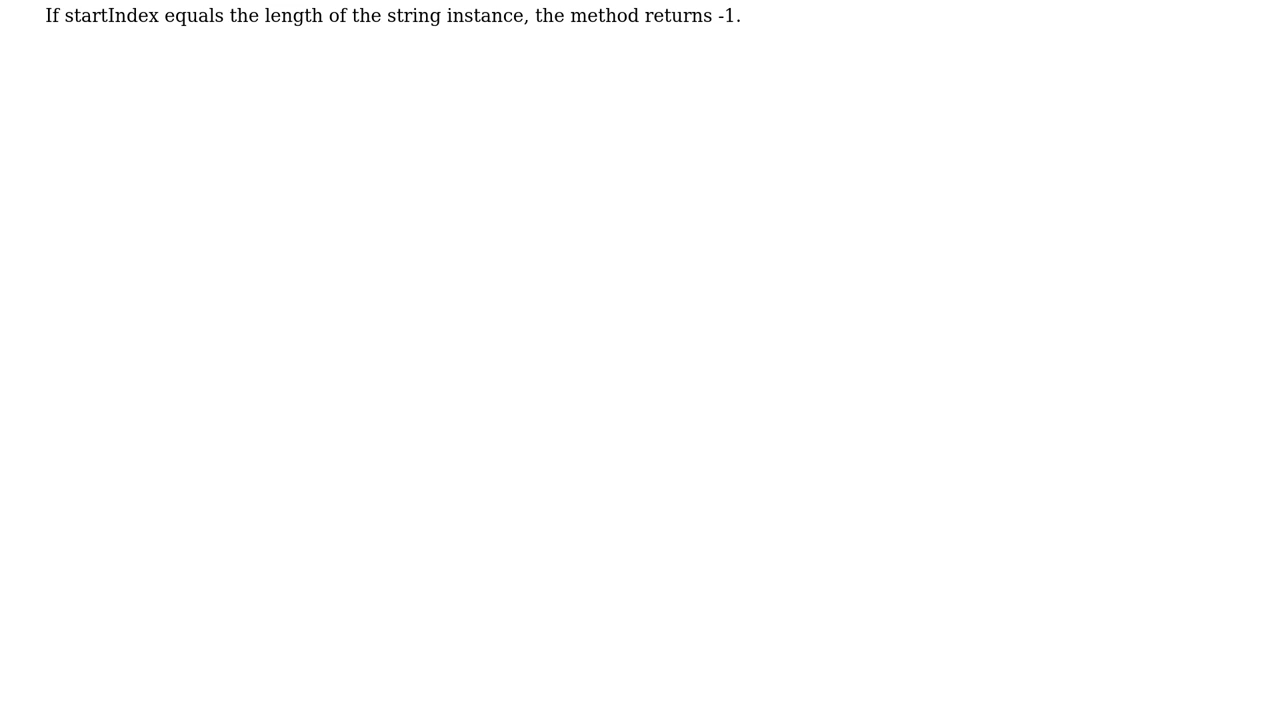 If startIndex equals the length of the string instance, the method returns -1.